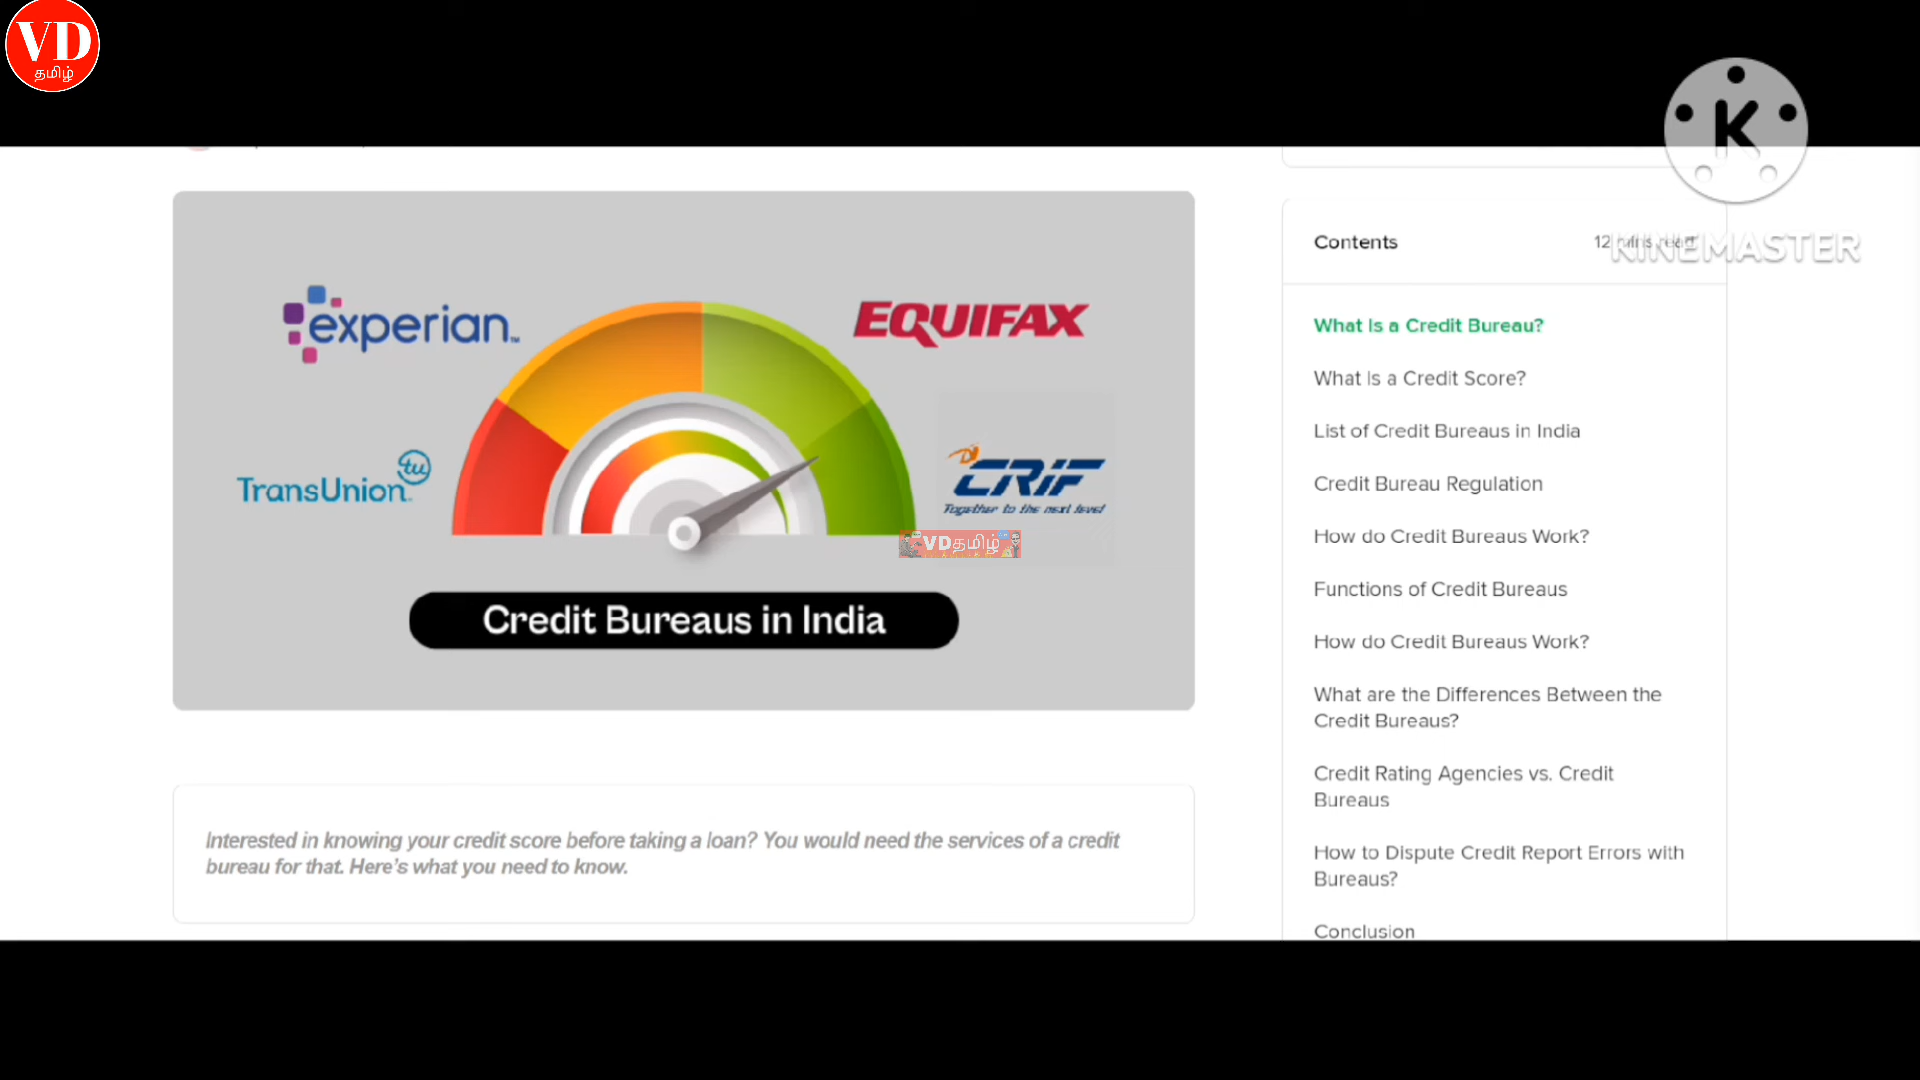 VD
தமிழ்
K
KINEMASTER
experian
EQUIFAX
TransUnion
tu
CRIF
Together to the next level
VDதமிழ்
Credit Bureaus in India
Interested in knowing your credit score before taking a loan? You would need the services of a credit
bureau for that. Here's what you need to know.
Contents
12 mins read
What Is a Credit Bureau?
What Is a Credit Score?
List of Credit Bureaus in India
Credit Bureau Regulation
How do Credit Bureaus Work?
Functions of Credit Bureaus
How do Credit Bureaus Work?
What are the Differences Between the
Credit Bureaus?
Credit Rating Agencies vs. Credit
Bureaus
How to Dispute Credit Report Errors with
Bureaus?
Conclusion